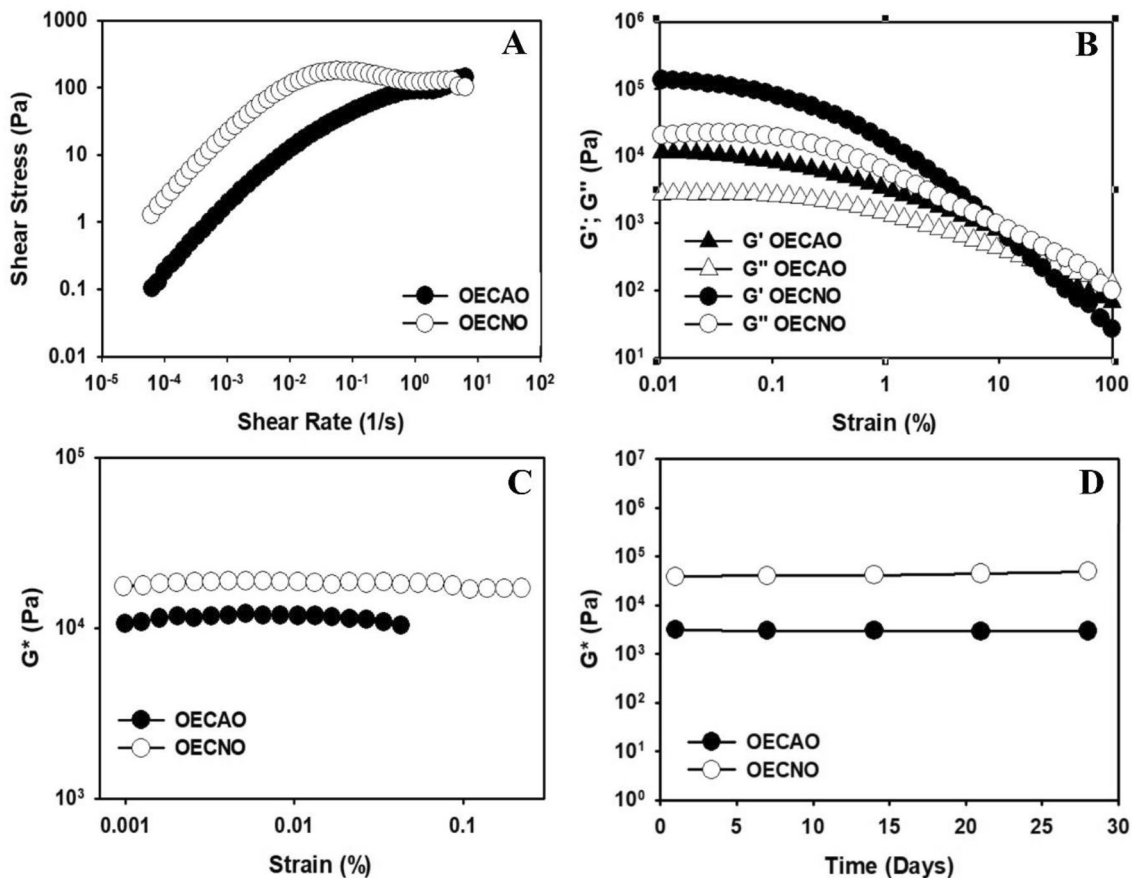 A
Shear Stress (Pa)
1000
100
10
1
0.1
0.01
OECAO
OECNO
10⁻⁵ 10⁻⁴ 10⁻³ 10⁻² 10⁻¹ 10⁰ 10¹ 10²
Shear Rate (1/s)
B
G'; G" (Pa)
10⁶
10⁵
10⁴
10³
10²
10¹
G' OECAO
G" OECAO
G' OECNO
G" OECNO
0.01 0.1 1 10 100
Strain (%)
C
G* (Pa)
10⁵
10⁴
10³
OECAO
OECNO
0.001 0.01 0.1
Strain (%)
D
G* (Pa)
10⁷
10⁶
10⁵
10⁴
10³
10²
10¹
10⁰
OECAO
OECNO
0 5 10 15 20 25 30
Time (Days)